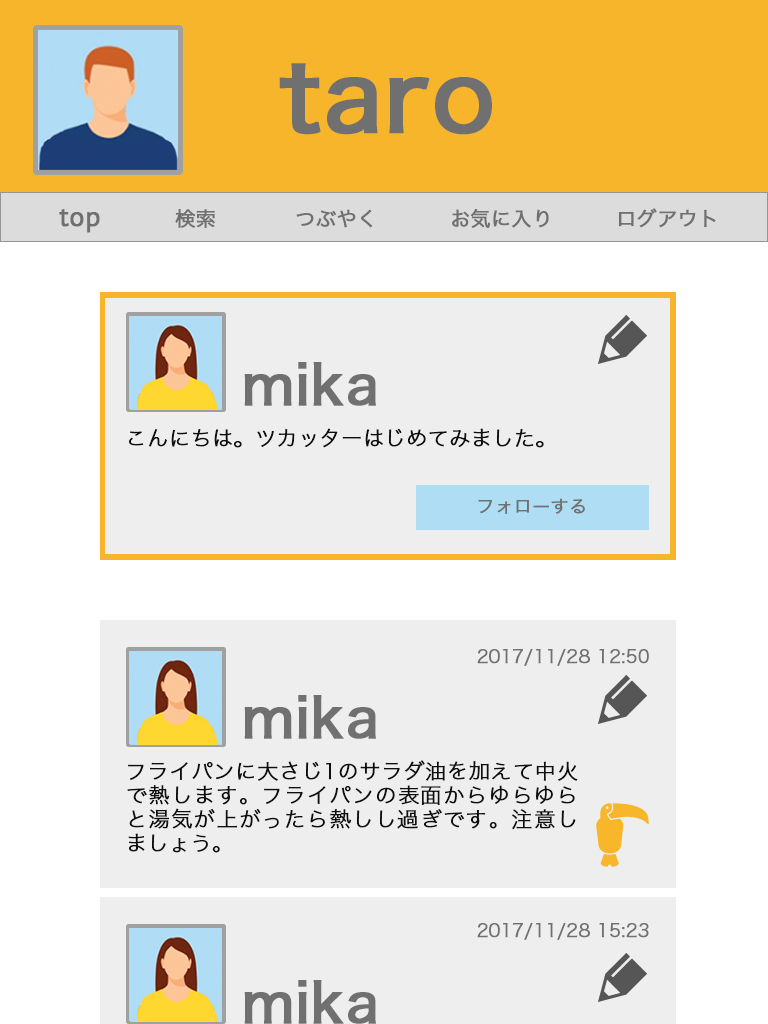 taro
top 検索 つぶやく お気に入り ログアウト
mika
こんにちは。ツカッターはじめてみました。
フォローする
2017/11/28 12:50
mika
フライパンに大さじ1のサラダ油を加えて中火
で熱します。フライパンの表面からゆらゆら
と湯気が上がったら熱しし過ぎです。注意し
ましょう。
2017/11/28 15:23
mika